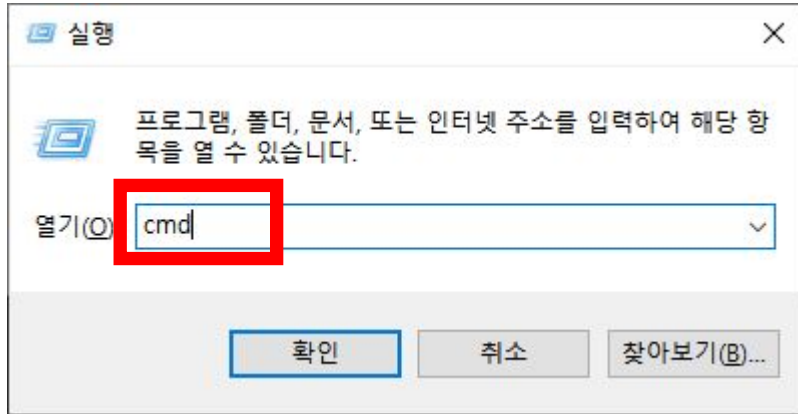 실행
프로그램, 폴더, 문서, 또는 인터넷 주소를 입력하여 해당 항
목을 열 수 있습니다.
열기(O) cmd
확인 취소 찾아보기(B)...